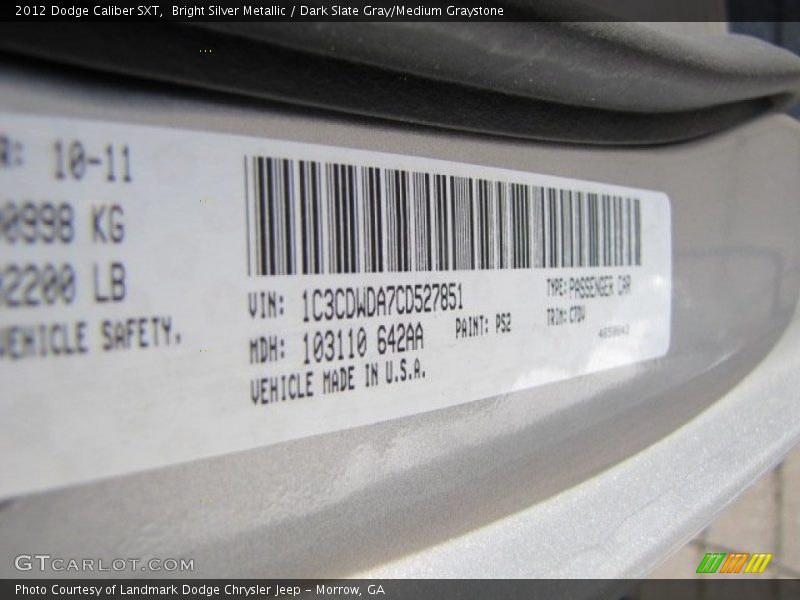 2012 Dodge Caliber SXT, Bright Silver Metallic / Dark Slate Gray/Medium Graystone
R: 10-11
0998 KG
2200 LB
VEHICLE SAFETY.
VIN: 1C3CDWDA7CD527851
TYPE: PASSENGER CAR
MDH: 103110 642AA
PAINT: PS2
TRIM: C7DV
VEHICLE MADE IN U.S.A.
GTCARLOT.COM
Photo Courtesy of Landmark Dodge Chrysler Jeep - Morrow, GA